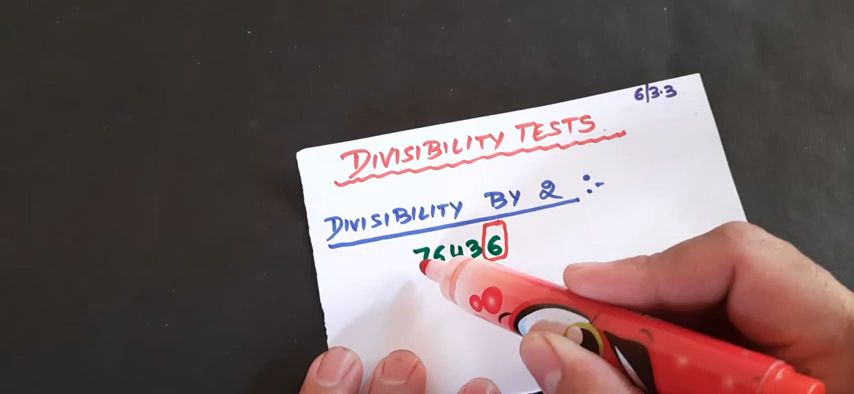 6/3.3
DIVISIBILITY TESTS
DIVISIBILITY BY 2 :-
76436